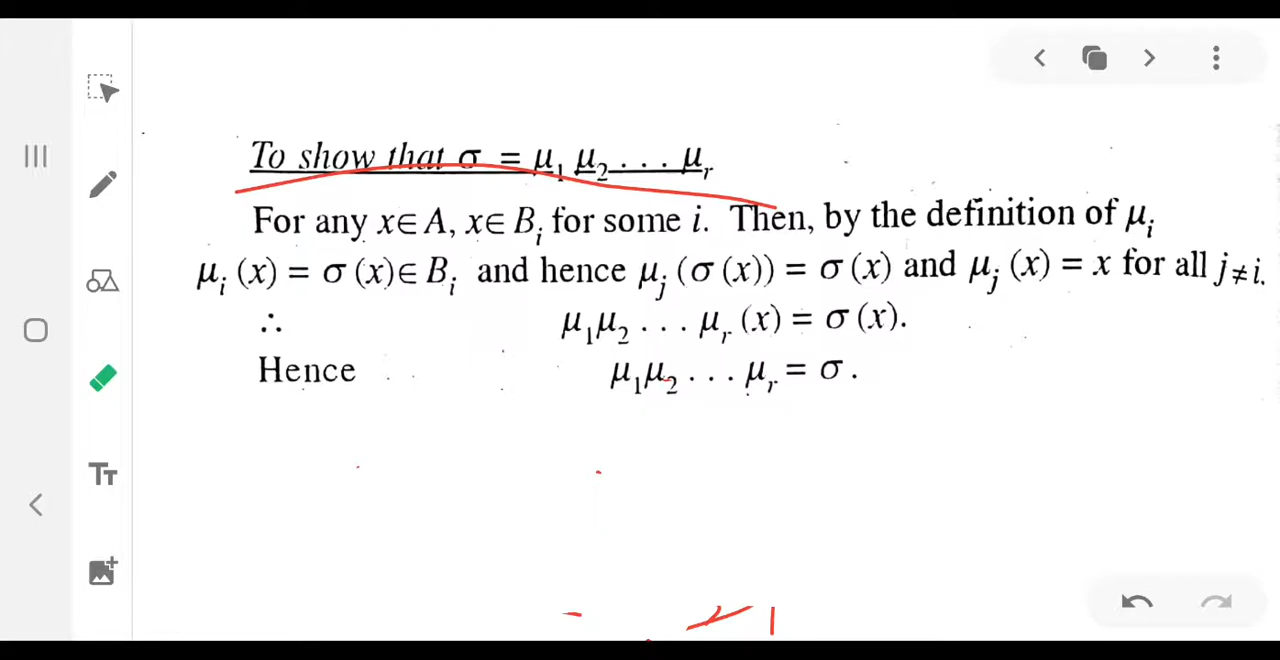 To show that σ = μ₁ μ₂ . . . μᵣ
For any x∈ A, x∈ Bᵢ for some i. Then, by the definition of μᵢ
μᵢ (x) = σ (x)∈ Bᵢ and hence μⱼ (σ (x)) = σ (x) and μⱼ (x) = x for all j≠i.
∴ μ₁μ₂ . . . μᵣ (x) = σ (x).
Hence μ₁μ₂ . . . μᵣ = σ .
TT